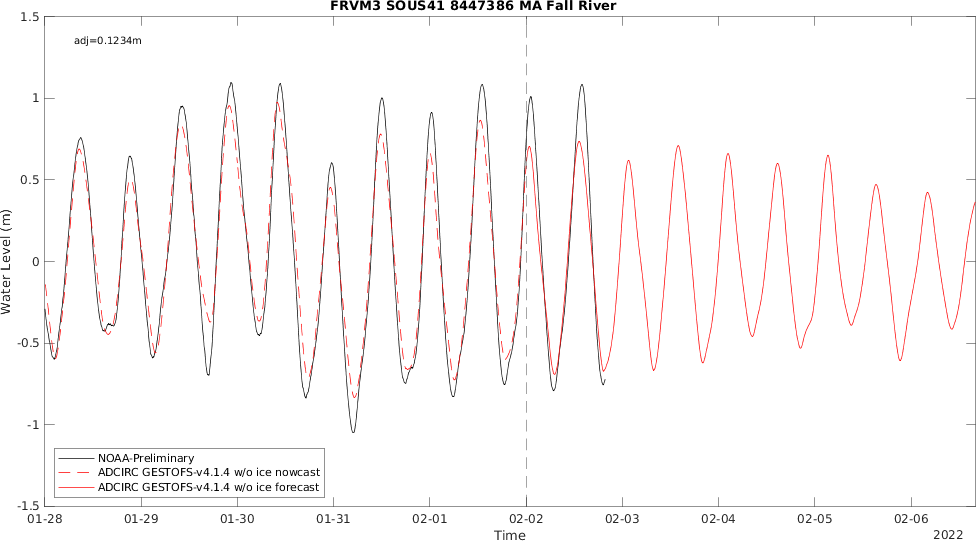 FRVM3 SOUS41 8447386 MA Fall River
adj=0.1234m
Water Level (m)
1.5
1
0.5
0
-0.5
-1
-1.5
NOAA-Preliminary
ADCIRC GESTOFS-v4.1.4 w/o ice nowcast
ADCIRC GESTOFS-v4.1.4 w/o ice forecast
01-28 01-29 01-30 01-31 02-01 02-02 02-03 02-04 02-05 02-06
Time
2022